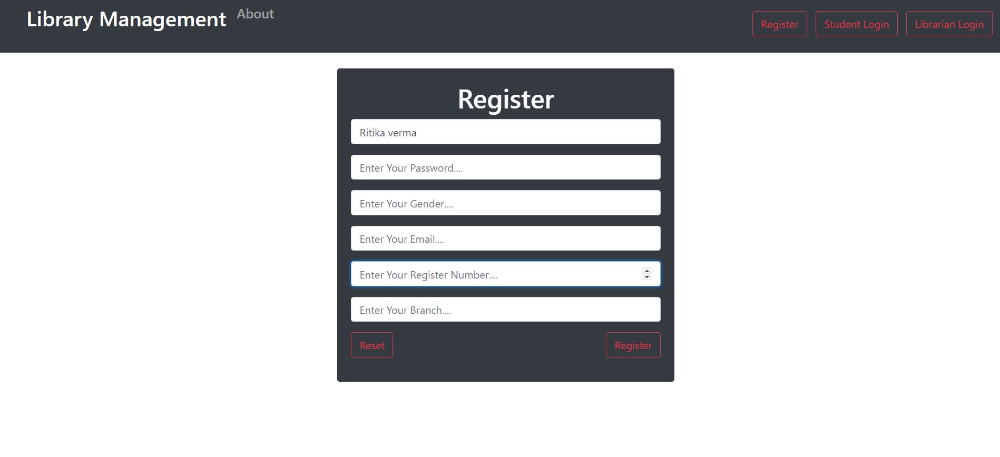 Library Management About
Register Student Login Librarian Login
Register
Ritika verma
Enter Your Password....
Enter Your Gender....
Enter Your Email....
Enter Your Register Number....
Enter Your Branch....
Reset Register